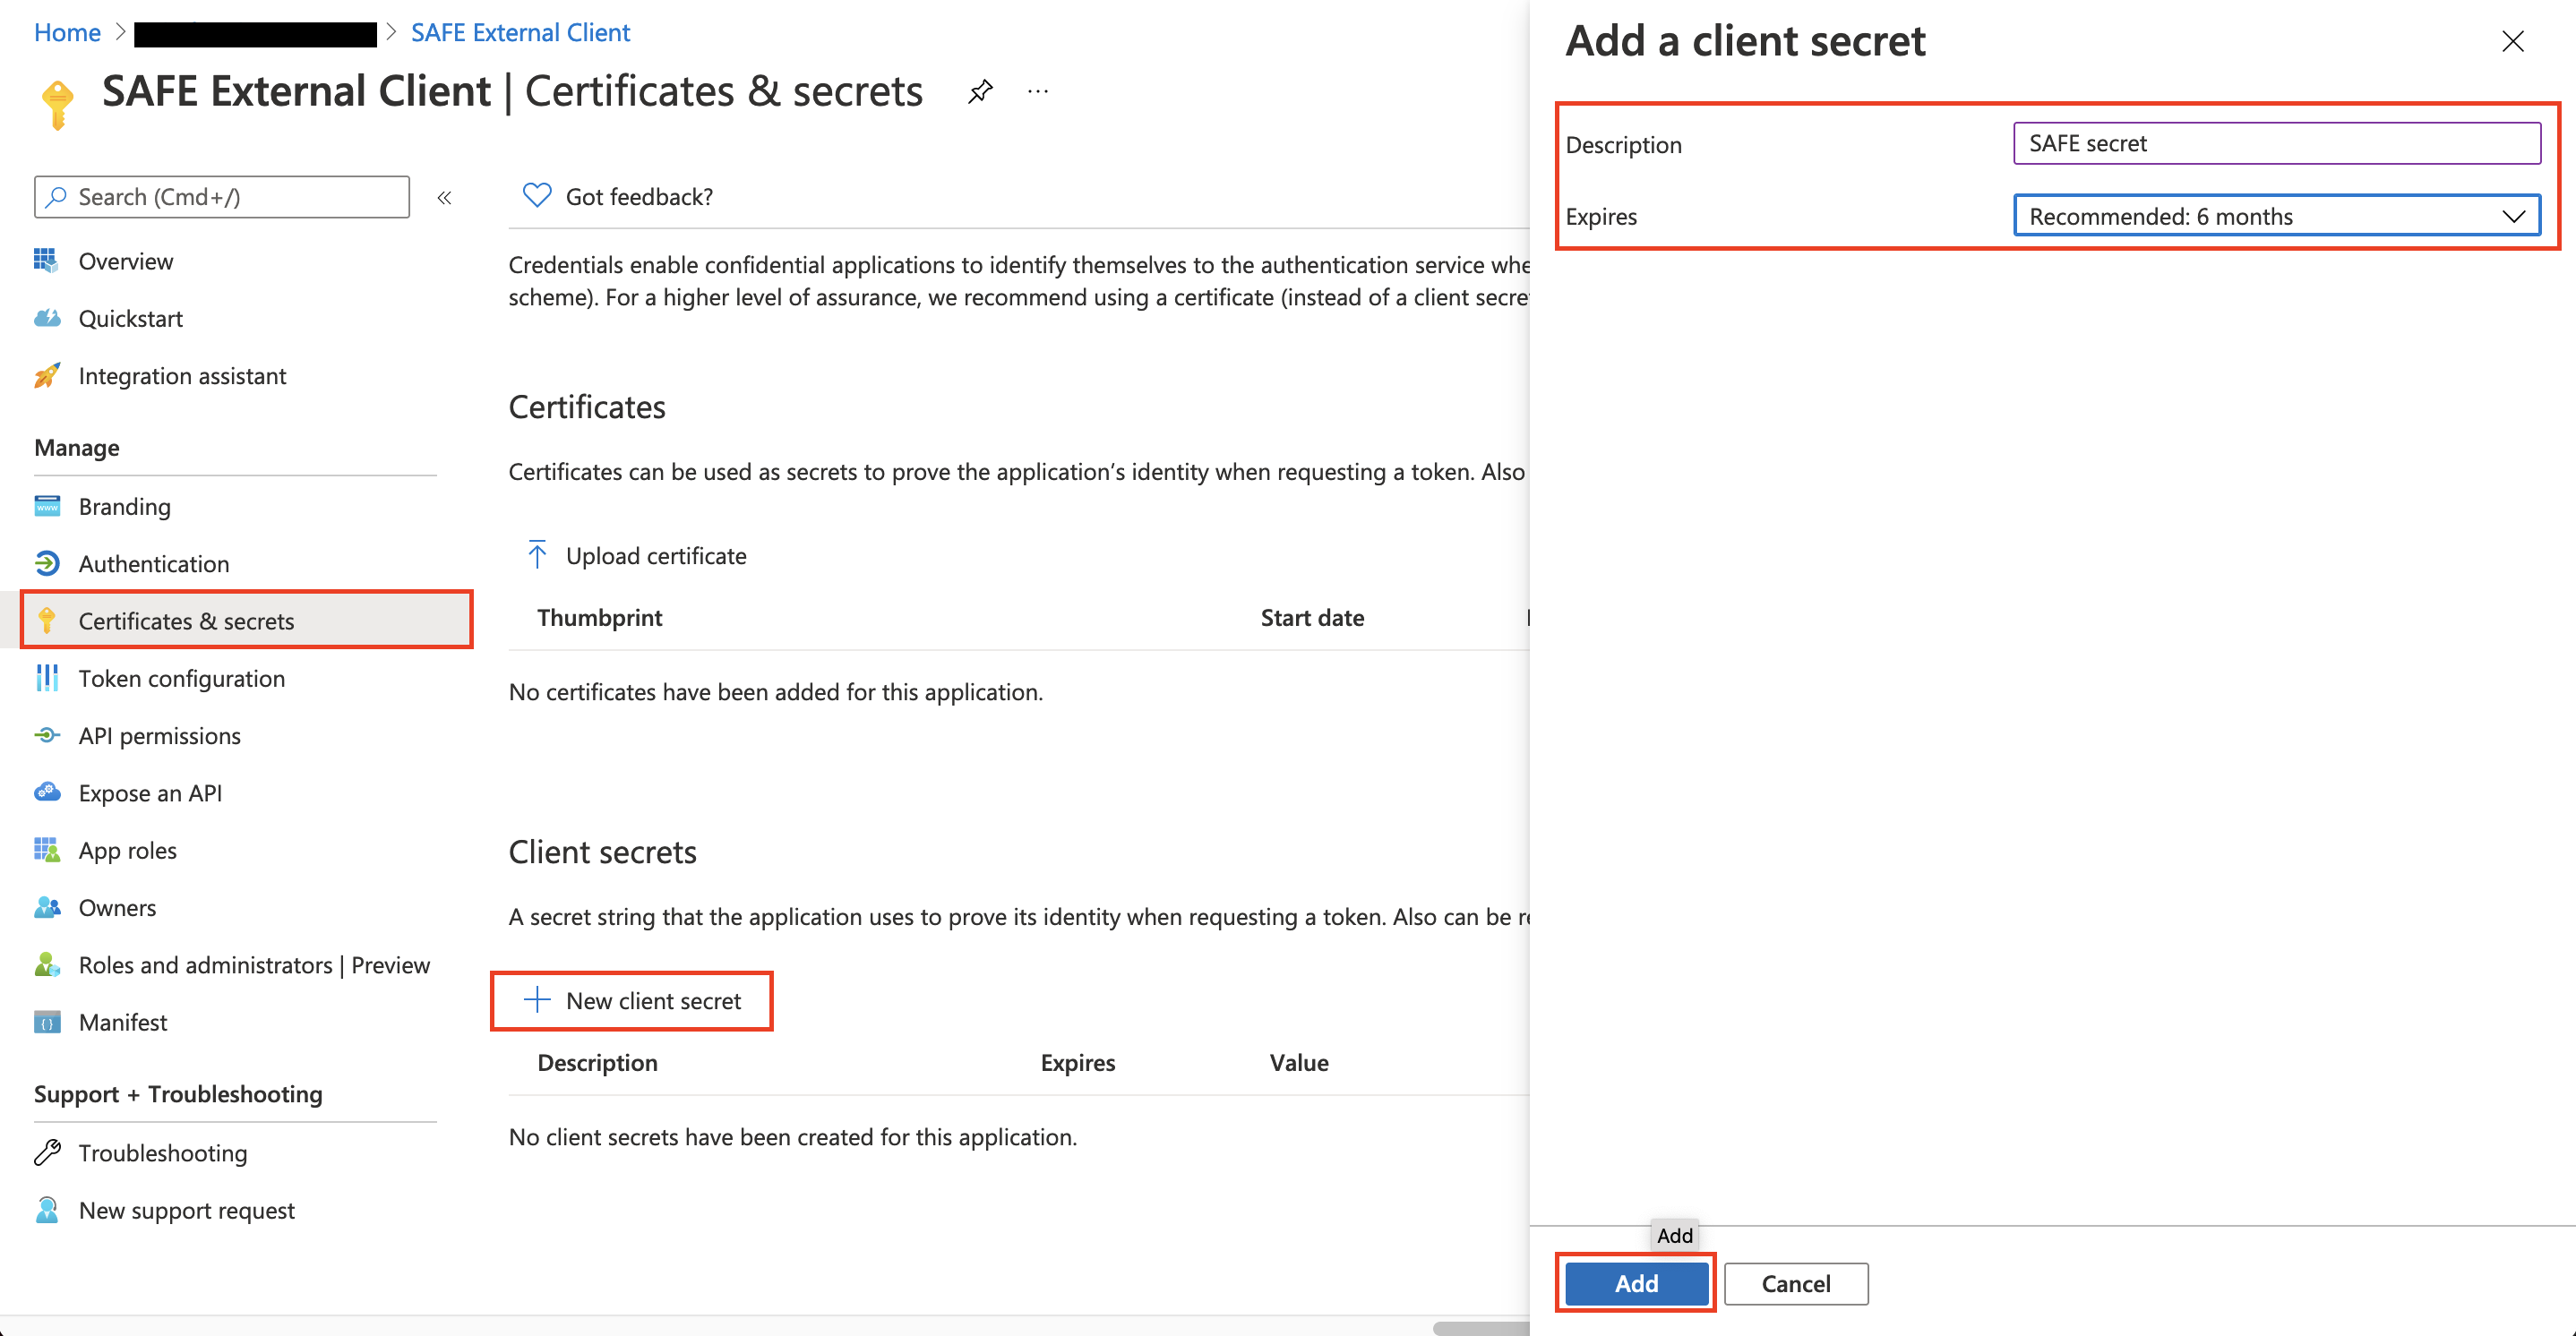 Home > SAFE External Client
SAFE External Client | Certificates & secrets ...
Search (Cmd+/) «
Overview
Quickstart
Integration assistant
Manage
Branding
Authentication
Certificates & secrets
Token configuration
API permissions
Expose an API
App roles
Owners
Roles and administrators | Preview
Manifest
Support + Troubleshooting
Troubleshooting
New support request
Got feedback?
Credentials enable confidential applications to identify themselves to the authentication service
scheme). For a higher level of assurance, we recommend using a certificate (instead of a client
Certificates
Certificates can be used as secrets to prove the application’s identity when requesting a token. Also
Upload certificate
Thumbprint Start date
No certificates have been added for this application.
Client secrets
A secret string that the application uses to prove its identity when requesting a token. Also can be
New client secret
Description Expires Value
No client secrets have been created for this application.
Add a client secret
Description SAFE secret
Expires Recommended: 6 months
Add
Add Cancel